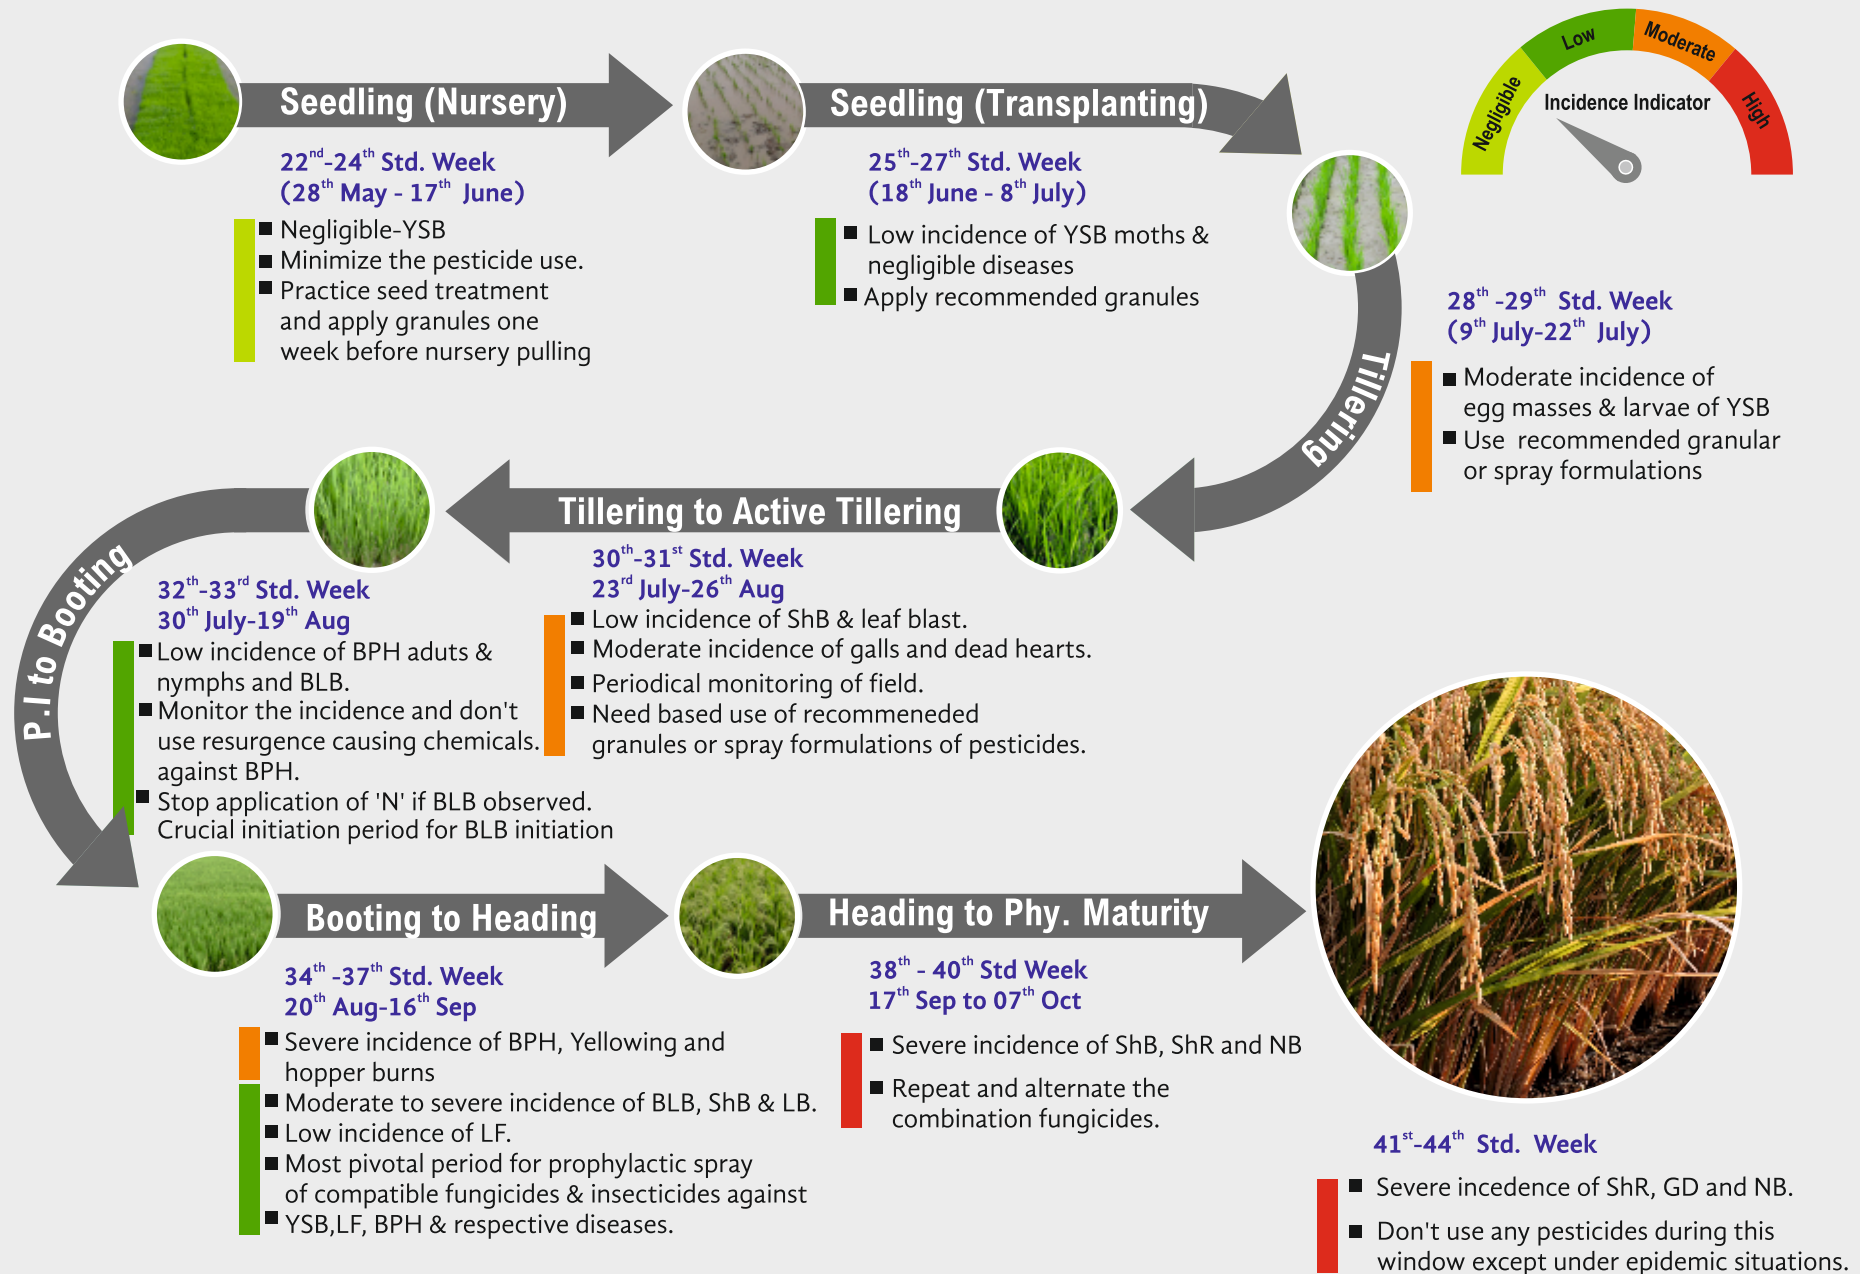 Seedling (Nursery)
22nd-24th Std. Week
(28th May - 17th June)
Negligible-YSB
Minimize the pesticide use.
Practice seed treatment
and apply granules one
week before nursery pulling
Seedling (Transplanting)
25th-27th Std. Week
(18th June - 8th July)
Low incidence of YSB moths &
negligible diseases
Apply recommended granules
Negligible
Low
Moderate
High
Incidence Indicator
Tillering
28th -29th Std. Week
(9th July-22th July)
Moderate incidence of
egg masses & larvae of YSB
Use recommended granular
or spray formulations
Tillering to Active Tillering
30th-31st Std. Week
23rd July-26th Aug
Low incidence of ShB & leaf blast.
Moderate incidence of galls and dead hearts.
Periodical monitoring of field.
Need based use of recommeneded
granules or spray formulations of pesticides.
P.I to Booting
32th-33rd Std. Week
30th July-19th Aug
Low incidence of BPH aduts &
nymphs and BLB.
Monitor the incidence and don't
use resurgence causing chemicals.
against BPH.
Stop application of 'N' if BLB observed.
Crucial initiation period for BLB initiation
Booting to Heading
34th -37th Std. Week
20th Aug-16th Sep
Severe incidence of BPH, Yellowing and
hopper burns
Moderate to severe incidence of BLB, ShB & LB.
Low incidence of LF.
Most pivotal period for prophylactic spray
of compatible fungicides & insecticides against
YSB,LF, BPH & respective diseases.
Heading to Phy. Maturity
38th - 40th Std Week
17th Sep to 07th Oct
Severe incidence of ShB, ShR and NB
Repeat and alternate the
combination fungicides.
41st-44th Std. Week
Severe incedence of ShR, GD and NB.
Don't use any pesticides during this
window except under epidemic situations.